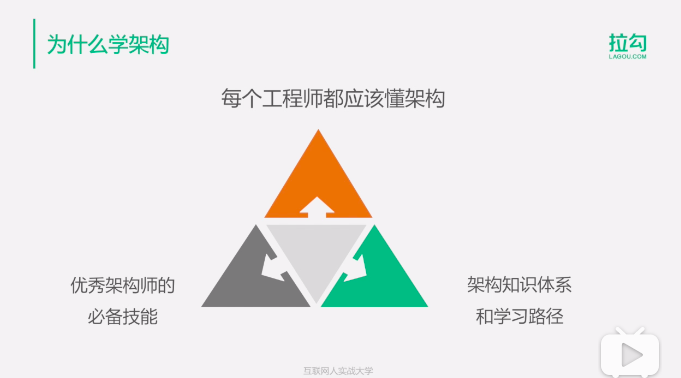 为什么学架构
拉勾
LAGOU.COM
每个工程师都应该懂架构
优秀架构师的
必备技能
架构知识体系
和学习路径
互联网人实战大学